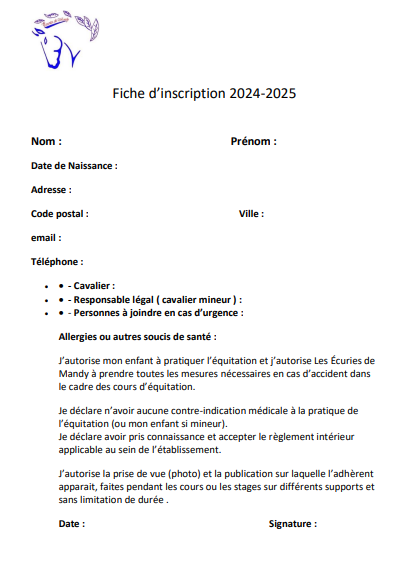 Fiche d’inscription 2024-2025
Nom : Prénom :
Date de Naissance :
Adresse :
Code postal : Ville :
email :
Téléphone :
• • - Cavalier :
• • - Responsable légal ( cavalier mineur ) :
• • - Personnes à joindre en cas d’urgence :
Allergies ou autres soucis de santé :
J’autorise mon enfant à pratiquer l’équitation et j’autorise Les Écuries de
Mandy à prendre toutes les mesures nécessaires en cas d’accident dans
le cadre des cours d’équitation.
Je déclare n’avoir aucune contre-indication médicale à la pratique de
l’équitation (ou mon enfant si mineur).
Je déclare avoir pris connaissance et accepter le règlement intérieur
applicable au sein de l’établissement.
J’autorise la prise de vue (photo) et la publication sur laquelle l’adhèrent
apparait, faites pendant les cours ou les stages sur différents supports et
sans limitation de durée .
Date : Signature :